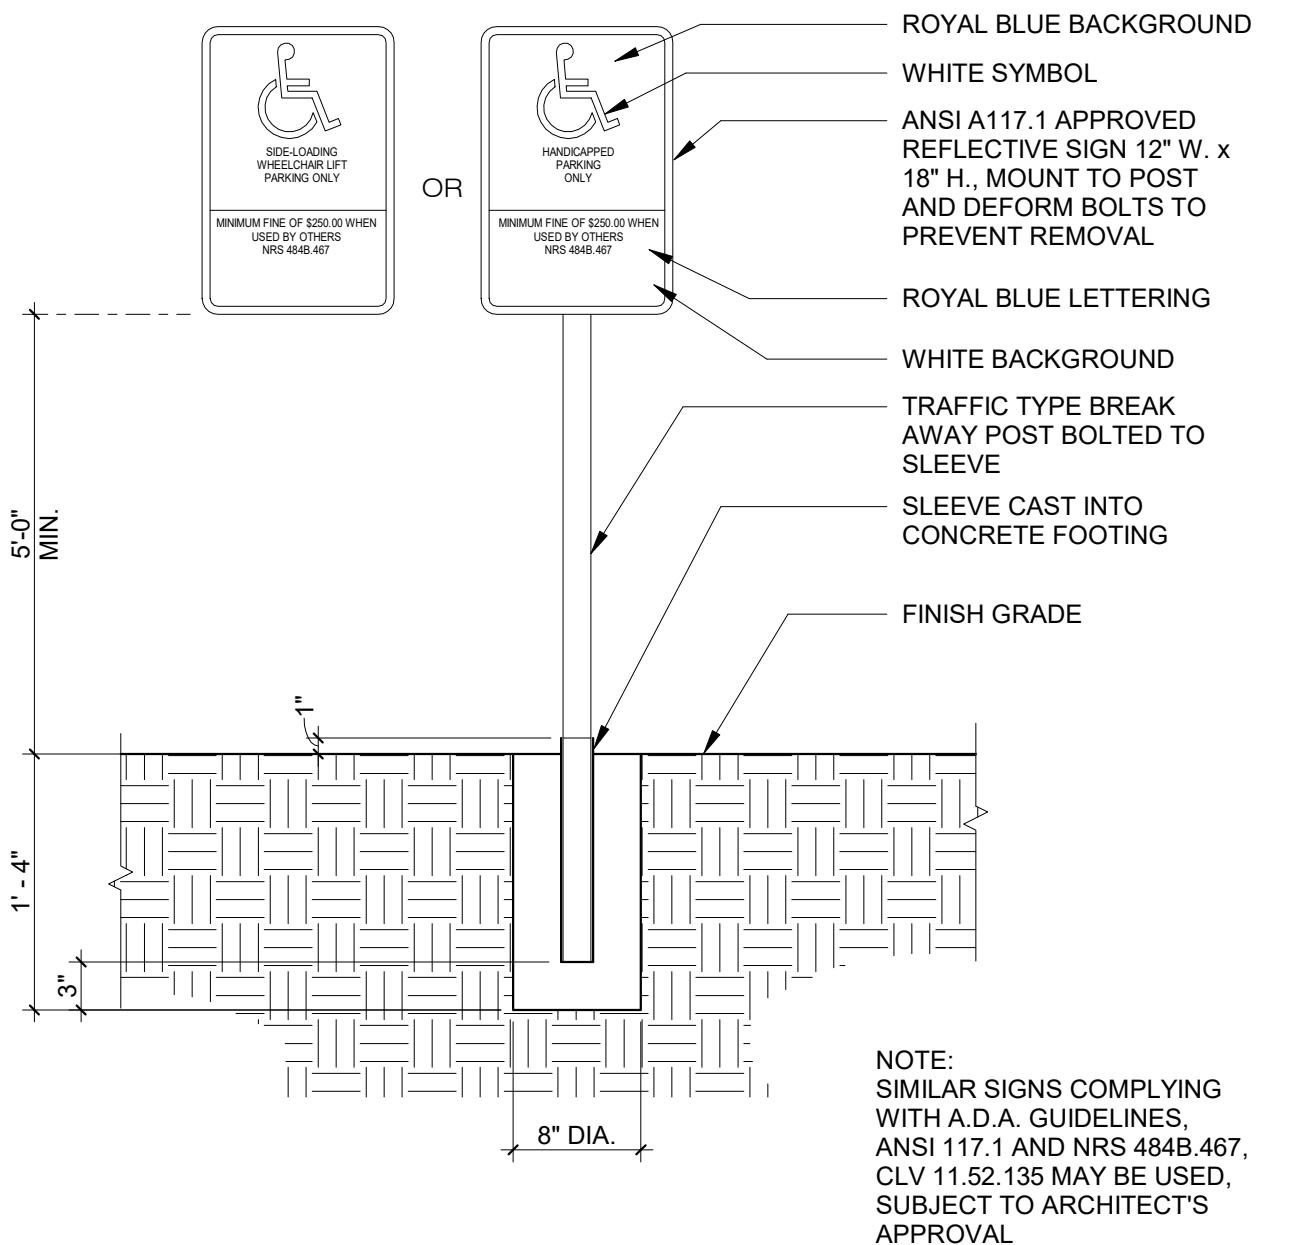 SIDE-LOADING
WHEELCHAIR LIFT
PARKING ONLY
MINIMUM FINE OF $250.00 WHEN
USED BY OTHERS
NRS 484B.467
OR
HANDICAPPED
PARKING
ONLY
MINIMUM FINE OF $250.00 WHEN
USED BY OTHERS
NRS 484B.467
ROYAL BLUE BACKGROUND
WHITE SYMBOL
ANSI A117.1 APPROVED
REFLECTIVE SIGN 12" W. x
18" H., MOUNT TO POST
AND DEFORM BOLTS TO
PREVENT REMOVAL
ROYAL BLUE LETTERING
WHITE BACKGROUND
TRAFFIC TYPE BREAK
AWAY POST BOLTED TO
SLEEVE
SLEEVE CAST INTO
CONCRETE FOOTING
FINISH GRADE
5'-0"
MIN.
1"
1' - 4"
3"
8" DIA.
NOTE:
SIMILAR SIGNS COMPLYING
WITH A.D.A. GUIDELINES,
ANSI 117.1 AND NRS 484B.467,
CLV 11.52.135 MAY BE USED,
SUBJECT TO ARCHITECT'S
APPROVAL